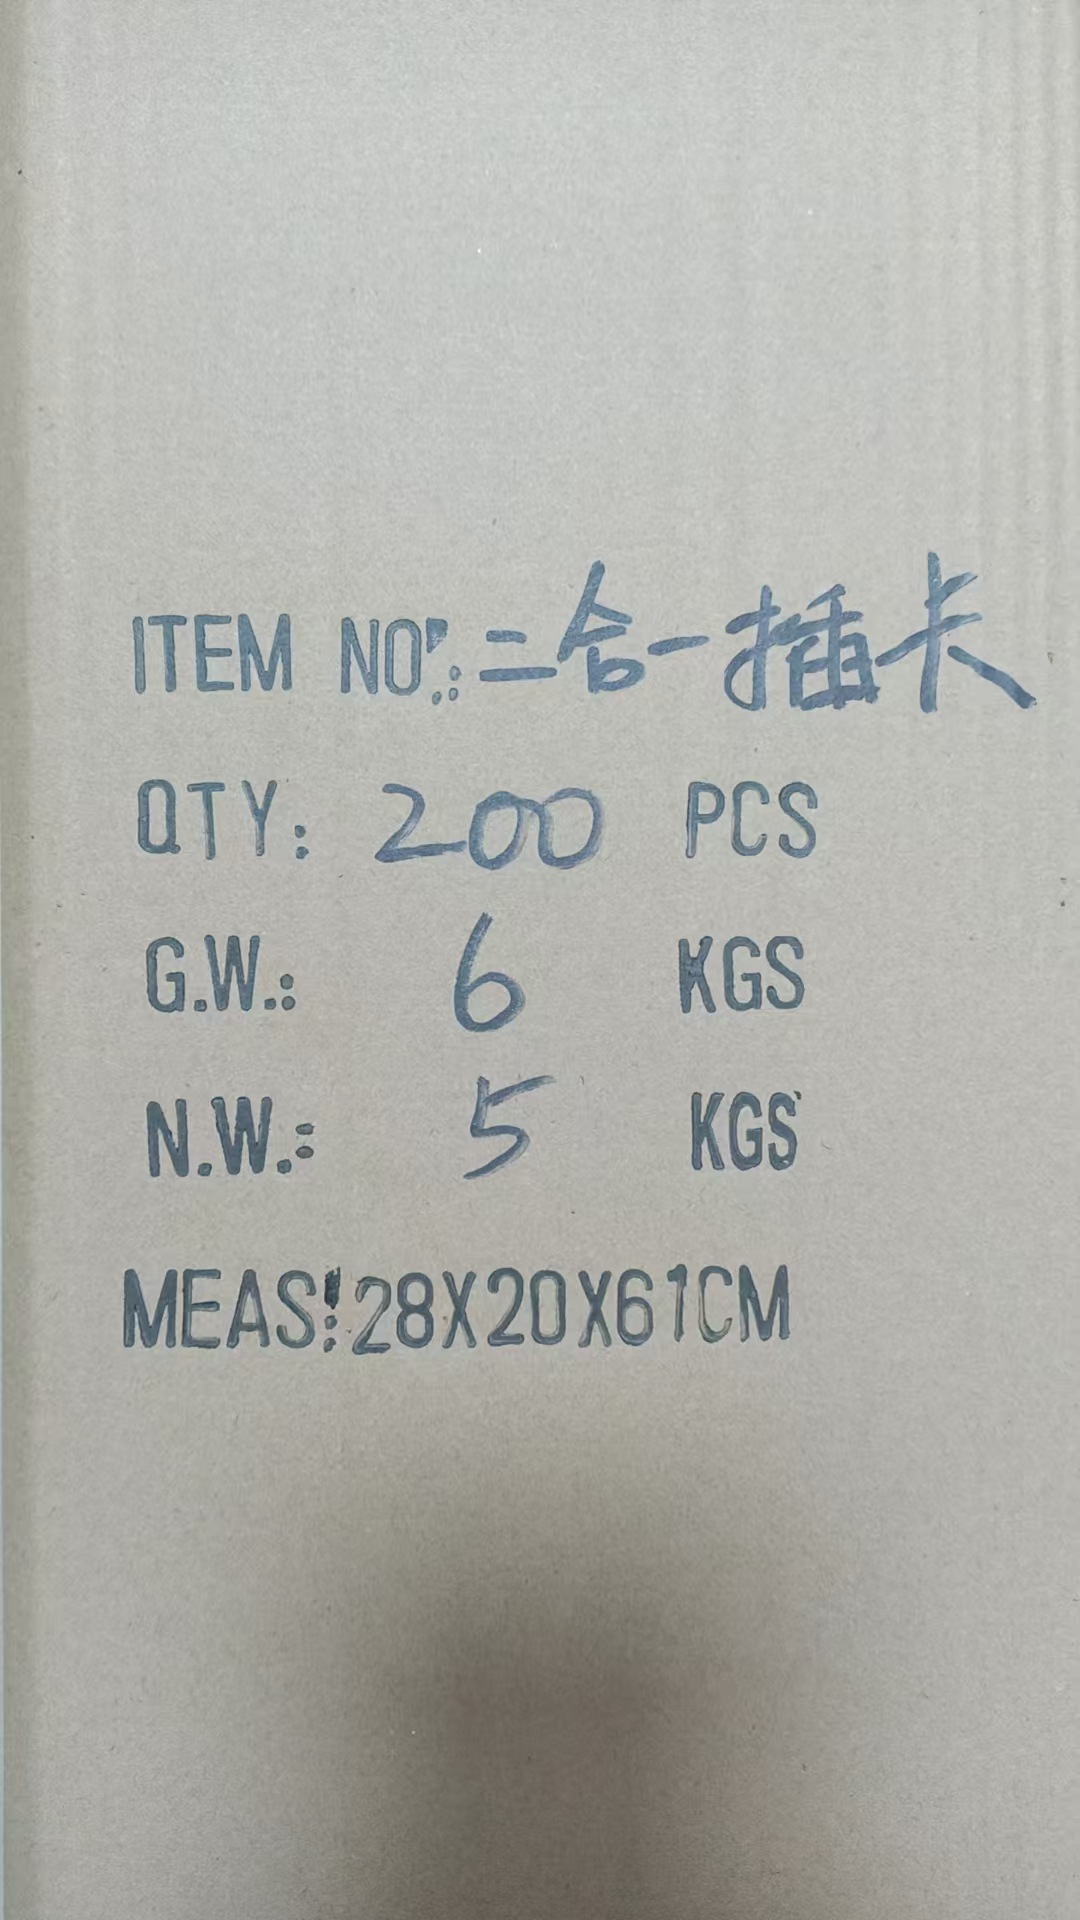 ITEM NO.: 二合一插卡
QTY: 200 PCS
G.W.: 6 KGS
N.W.: 5 KGS
MEAS.: 28X20X61CM